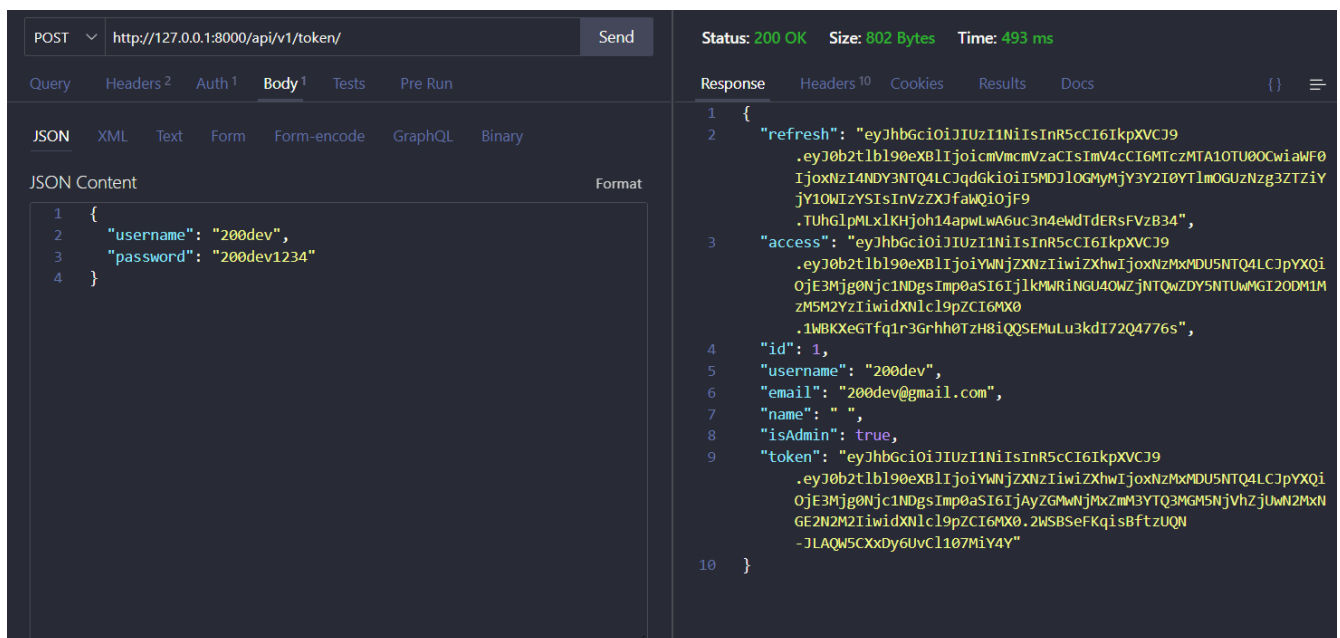 POST http://127.0.0.1:8000/api/v1/token/ Send
Query Headers 2 Auth 1 Body 1 Tests Pre Run
JSON XML Text Form Form-encode GraphQL Binary
JSON Content Format
1 {
2 "username": "200dev",
3 "password": "200dev1234"
4 }
Status: 200 OK Size: 802 Bytes Time: 493 ms
Response Headers 10 Cookies Results Docs {}
1 {
2 "refresh": "eyJhbGciOiJIUzI1NiIsInR5cCI6IkpXVCJ9
.eyJ0b2tlbl90eXBlIjoicmVmcmVzaCIsImV4cCI6MTczMTA1OTU0OCwiaWF0
IjoxNzI4NDY3NTQ4LCJqdGkiOiI5MDJlOGMyMjY3Y2I0YTlmOGUzNzg3ZTZiY
jY1OWIzYSIsInVzZXJfaWQiOjF9
.TUhGlpMLxlKHjoh14apwLwA6uc3n4eWdTdERsFVzB34",
3 "access": "eyJhbGciOiJIUzI1NiIsInR5cCI6IkpXVCJ9
.eyJ0b2tlbl90eXBlIjoiYWNjZXNzIiwiZXhwIjoxNzMxMDU5NTQ4LCJpYXQi
OjE3Mjg0Njc1NDgsImp0aSI6IjlkMWRiNGU4OWZjNTQwZDY5NTUwMGI2ODM1M
zM5M2YzIiwidXNlcl9pZCI6MX0
.1WBKXeGTfq1r3Grhh0TzH8iQQSEMuLu3kdI72Q4776s",
4 "id": 1,
5 "username": "200dev",
6 "email": "200dev@gmail.com",
7 "name": " ",
8 "isAdmin": true,
9 "token": "eyJhbGciOiJIUzI1NiIsInR5cCI6IkpXVCJ9
.eyJ0b2tlbl90eXBlIjoiYWNjZXNzIiwiZXhwIjoxNzMxMDU5NTQ4LCJpYXQi
OjE3Mjg0Njc1NDgsImp0aSI6IjAyZGMwNjMxZmM3YTQ3MGM5NjVhZjUwN2MxN
GE2N2M2IiwidXNlcl9pZCI6MX0.2WSBSeFKqisBftzUQN
-JLAQW5CXxDy6UvCl107MiY4Y"
10 }